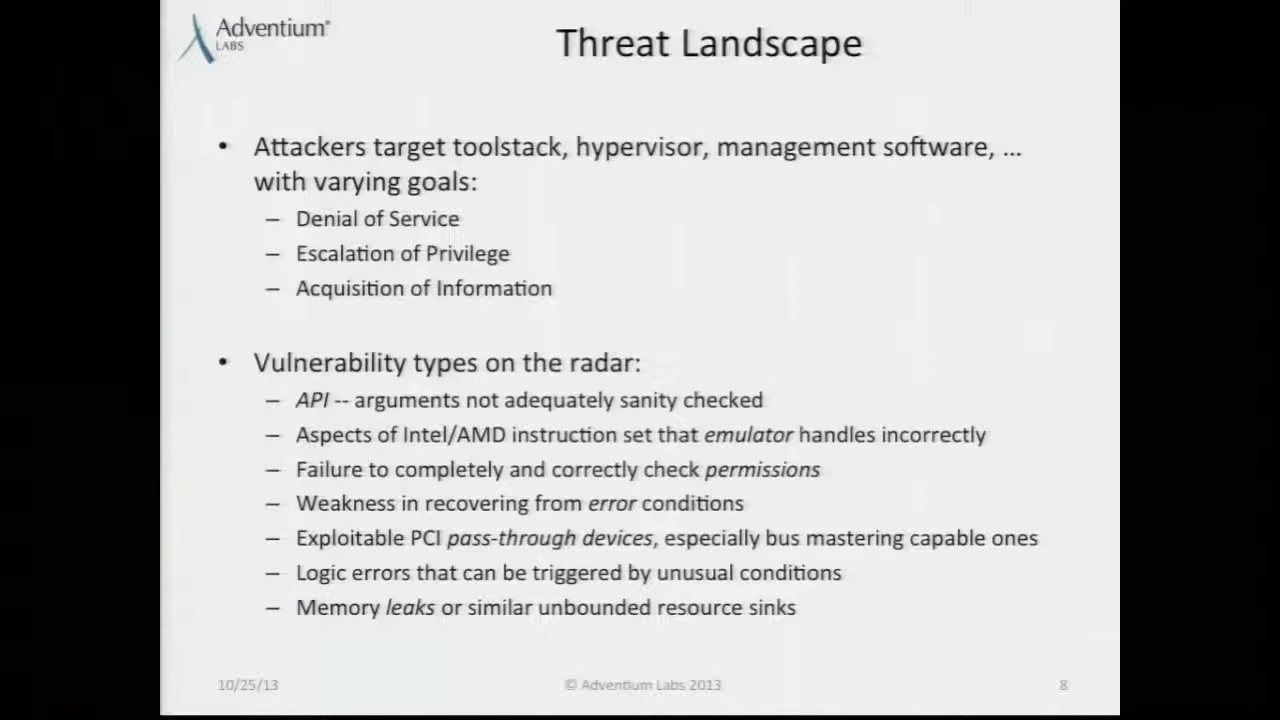 Adventium®
LABS
Threat Landscape
• Attackers target toolstack, hypervisor, management software, …
with varying goals:
– Denial of Service
– Escalation of Privilege
– Acquisition of Information
• Vulnerability types on the radar:
– API -- arguments not adequately sanity checked
– Aspects of Intel/AMD instruction set that emulator handles incorrectly
– Failure to completely and correctly check permissions
– Weakness in recovering from error conditions
– Exploitable PCI pass-through devices, especially bus mastering capable ones
– Logic errors that can be triggered by unusual conditions
– Memory leaks or similar unbounded resource sinks
10/25/13 © Adventium Labs 2013 8